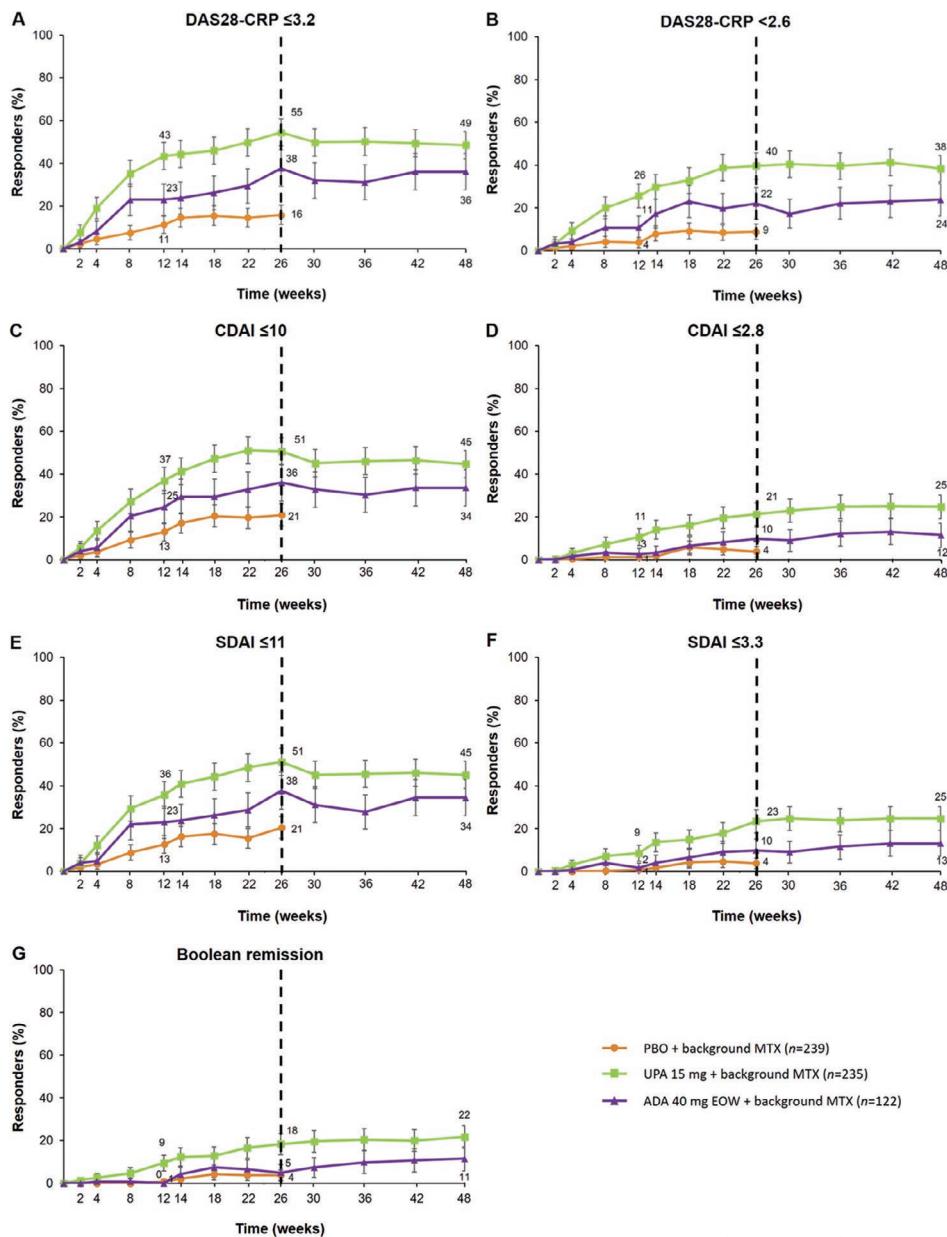 A
DAS28-CRP ≤3.2
Responders (%)
100
80
60
40
20
0
43
23
11
55
38
16
49
36
2 4 8 12 14 18 22 26 30 36 42 48
Time (weeks)
B
DAS28-CRP <2.6
Responders (%)
100
80
60
40
20
0
26
11
4
40
22
9
38
24
2 4 8 12 14 18 22 26 30 36 42 48
Time (weeks)
C
CDAI ≤10
Responders (%)
100
80
60
40
20
0
37
25
13
51
36
21
45
34
2 4 8 12 14 18 22 26 30 36 42 48
Time (weeks)
D
CDAI ≤2.8
Responders (%)
100
80
60
40
20
0
11
3
21
10
4
25
12
2 4 8 12 14 18 22 26 30 36 42 48
Time (weeks)
E
SDAI ≤11
Responders (%)
100
80
60
40
20
0
36
23
13
51
38
21
45
34
2 4 8 12 14 18 22 26 30 36 42 48
Time (weeks)
F
SDAI ≤3.3
Responders (%)
100
80
60
40
20
0
9
2
23
10
4
25
13
2 4 8 12 14 18 22 26 30 36 42 48
Time (weeks)
G
Boolean remission
Responders (%)
100
80
60
40
20
0
9
0
18
5
4
22
11
2 4 8 12 14 18 22 26 30 36 42 48
Time (weeks)
PBO + background MTX (n=239)
UPA 15 mg + background MTX (n=235)
ADA 40 mg EOW + background MTX (n=122)